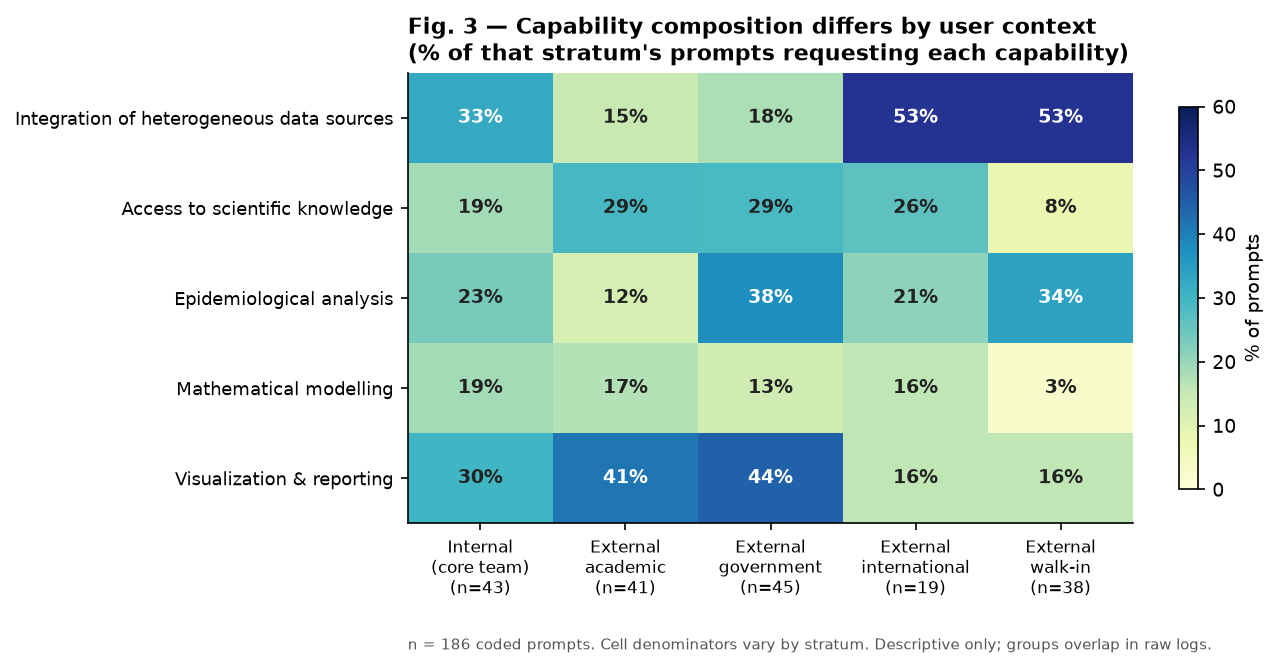 Fig. 3 — Capability composition differs by user context
(% of that stratum's prompts requesting each capability)
Integration of heterogeneous data sources 33% 15% 18% 53% 53%
Access to scientific knowledge 19% 29% 29% 26% 8%
Epidemiological analysis 23% 12% 38% 21% 34%
Mathematical modelling 19% 17% 13% 16% 3%
Visualization & reporting 30% 41% 44% 16% 16%
Internal
(core team)
(n=43)
External
academic
(n=41)
External
government
(n=45)
External
international
(n=19)
External
walk-in
(n=38)
60
50
40
30
20
10
0
% of prompts
n = 186 coded prompts. Cell denominators vary by stratum. Descriptive only; groups overlap in raw logs.